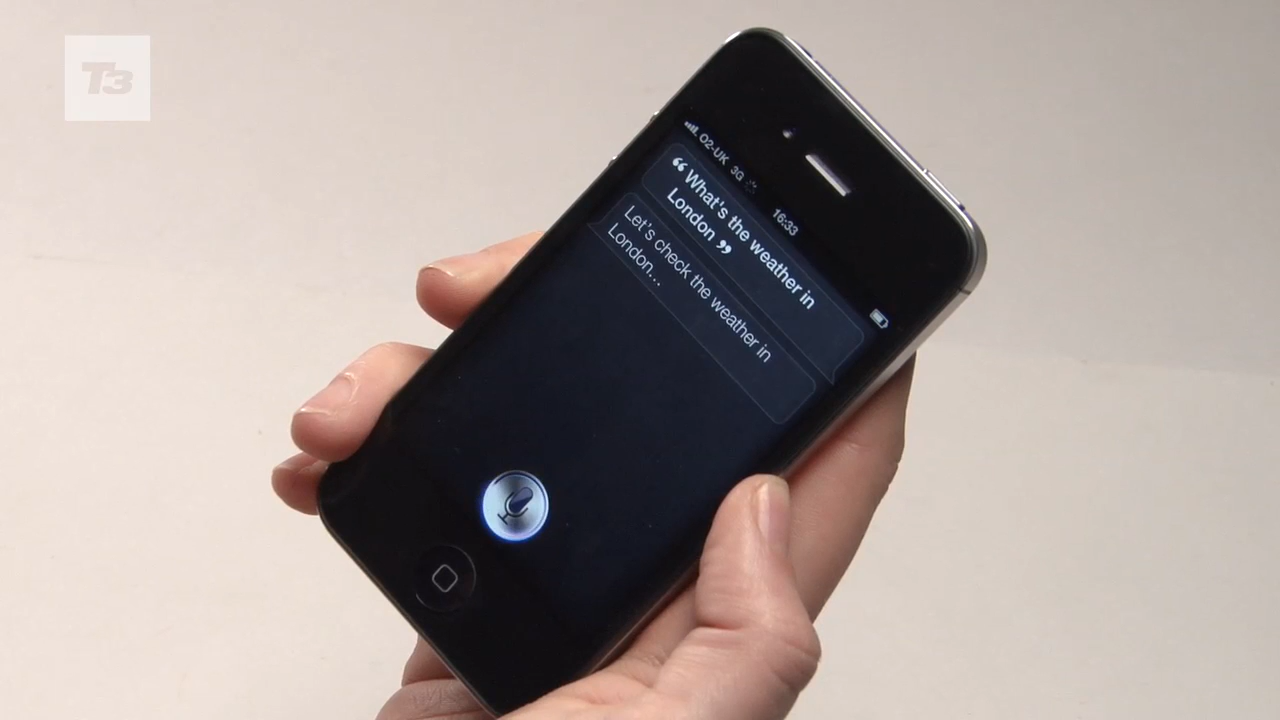 T3
O2-UK 3G 16:33
“What's the weather in
London”
Let's check the weather in
London...